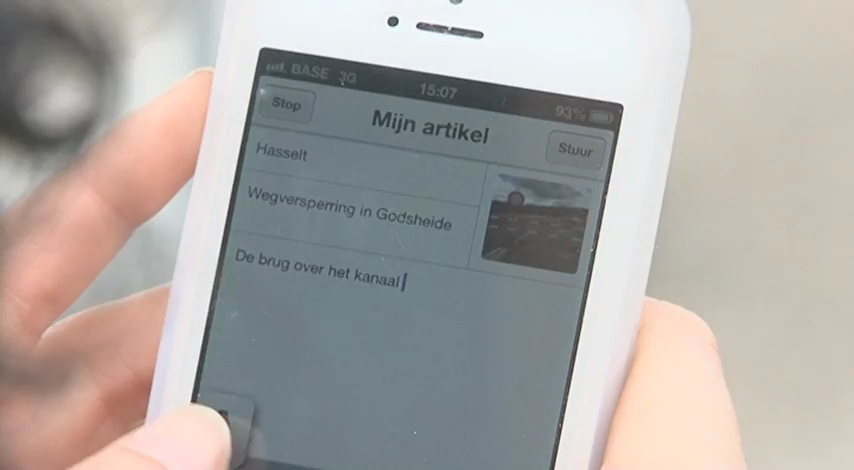 BASE 3G 15:07 93%
Stop Mijn artikel Stuur
Hasselt
Wegversperring in Godsheide
De brug over het kanaal